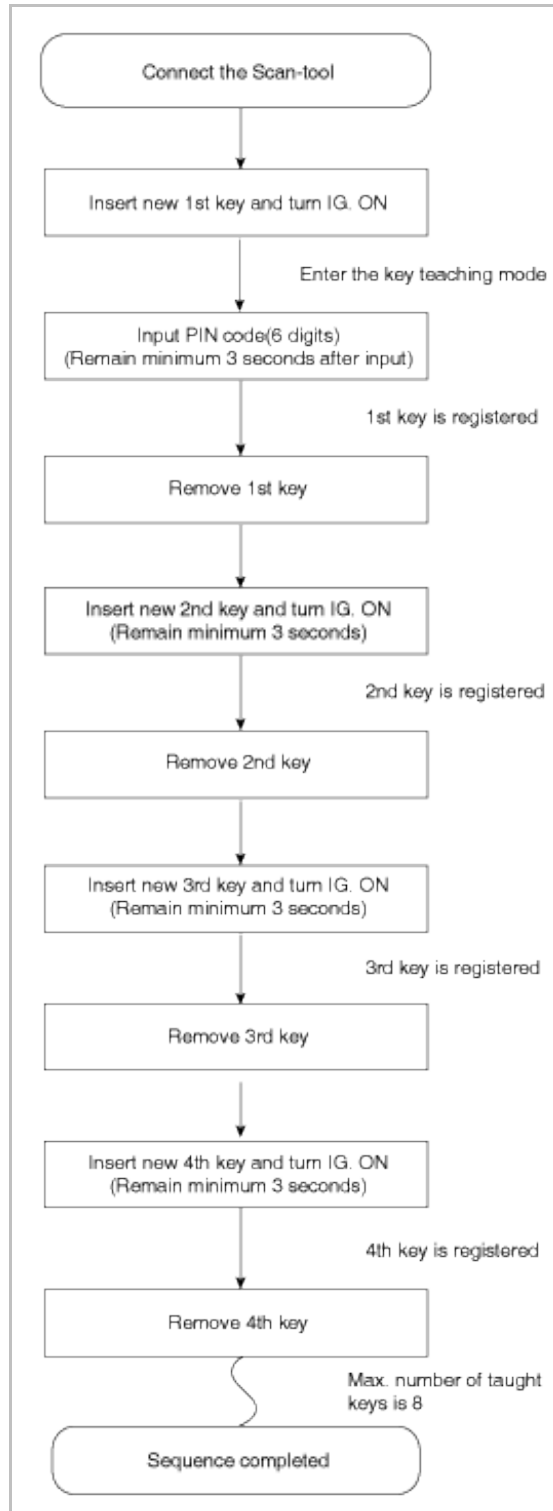 Connect the Scan-tool
Insert new 1st key and turn IG. ON
Enter the key teaching mode
Input PIN code(6 digits)
(Remain minimum 3 seconds after input)
1st key is registered
Remove 1st key
Insert new 2nd key and turn IG. ON
(Remain minimum 3 seconds)
2nd key is registered
Remove 2nd key
Insert new 3rd key and turn IG. ON
(Remain minimum 3 seconds)
3rd key is registered
Remove 3rd key
Insert new 4th key and turn IG. ON
(Remain minimum 3 seconds)
4th key is registered
Remove 4th key
Max. number of taught
keys is 8
Sequence completed